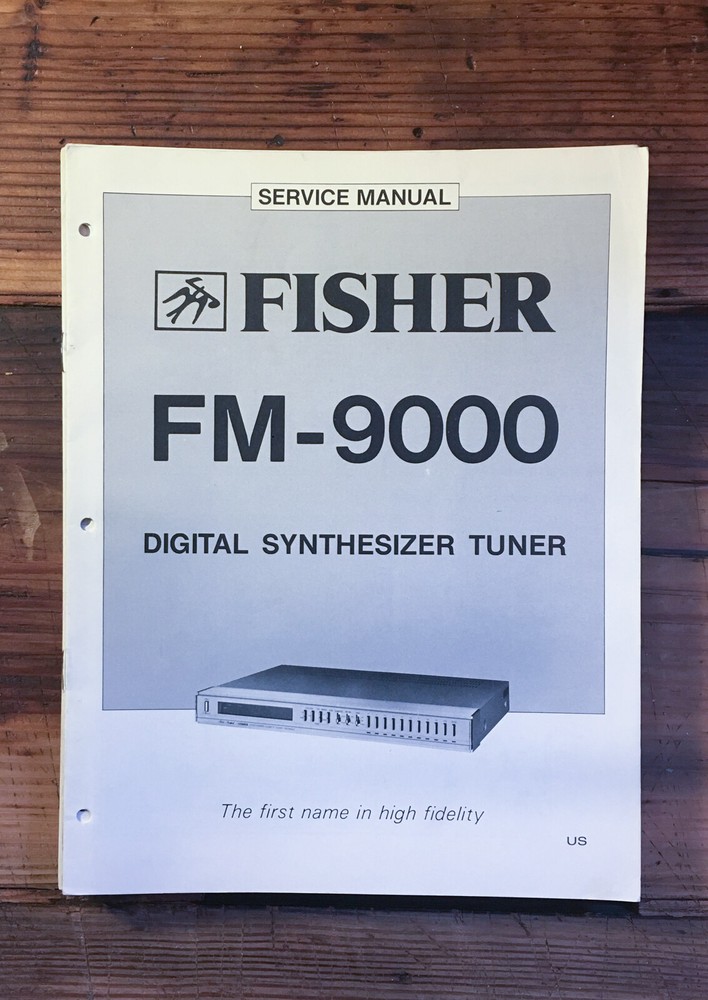 SERVICE MANUAL
FISHER
FM-9000
DIGITAL SYNTHESIZER TUNER
The first name in high fidelity
US